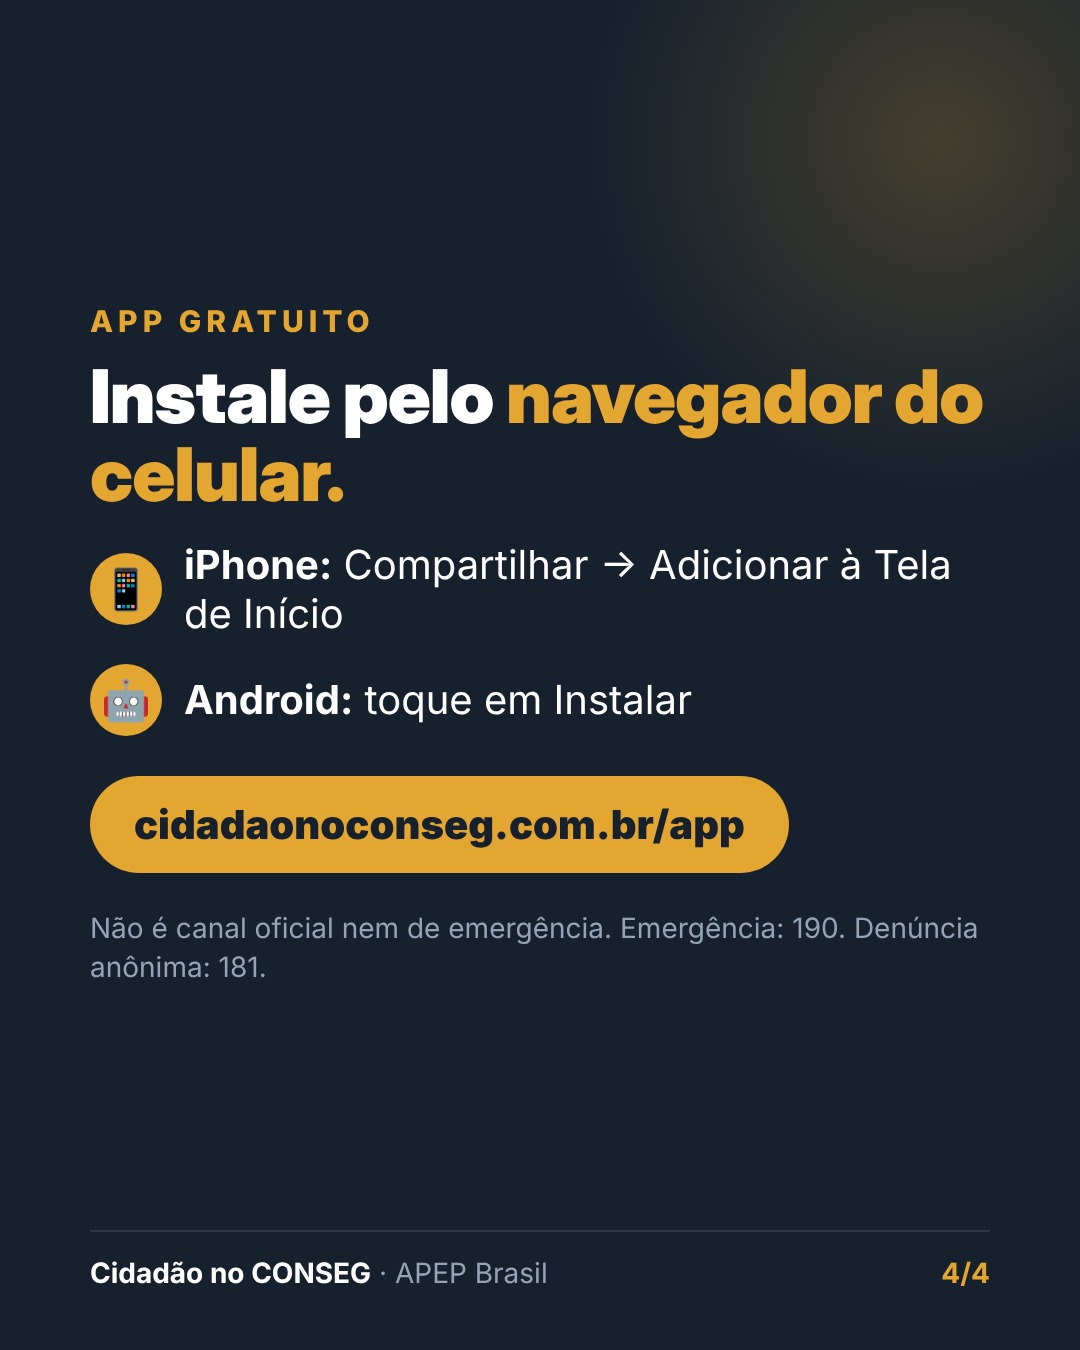 APP GRATUITO
Instale pelo navegador do
celular.
iPhone: Compartilhar → Adicionar à Tela
de Início
Android: toque em Instalar
cidadaonoconseg.com.br/app
Não é canal oficial nem de emergência. Emergência: 190. Denúncia
anônima: 181.
Cidadão no CONSEG · APEP Brasil
4/4